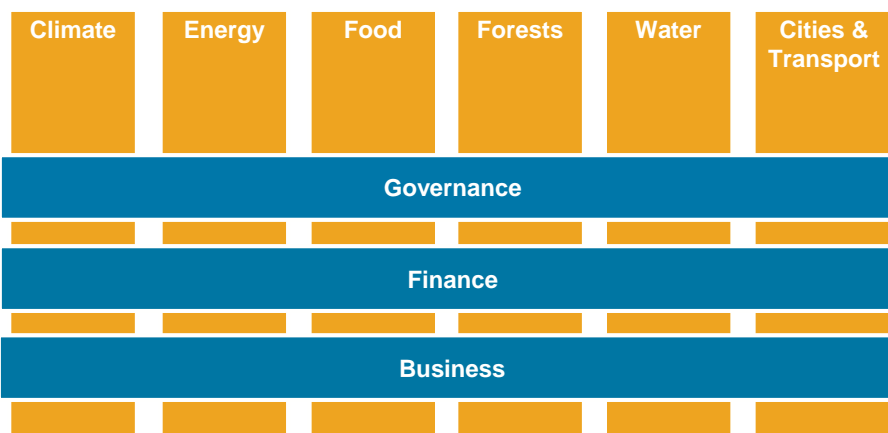 Climate
Energy
Food
Forests
Water
Cities &
Transport
Governance
Finance
Business